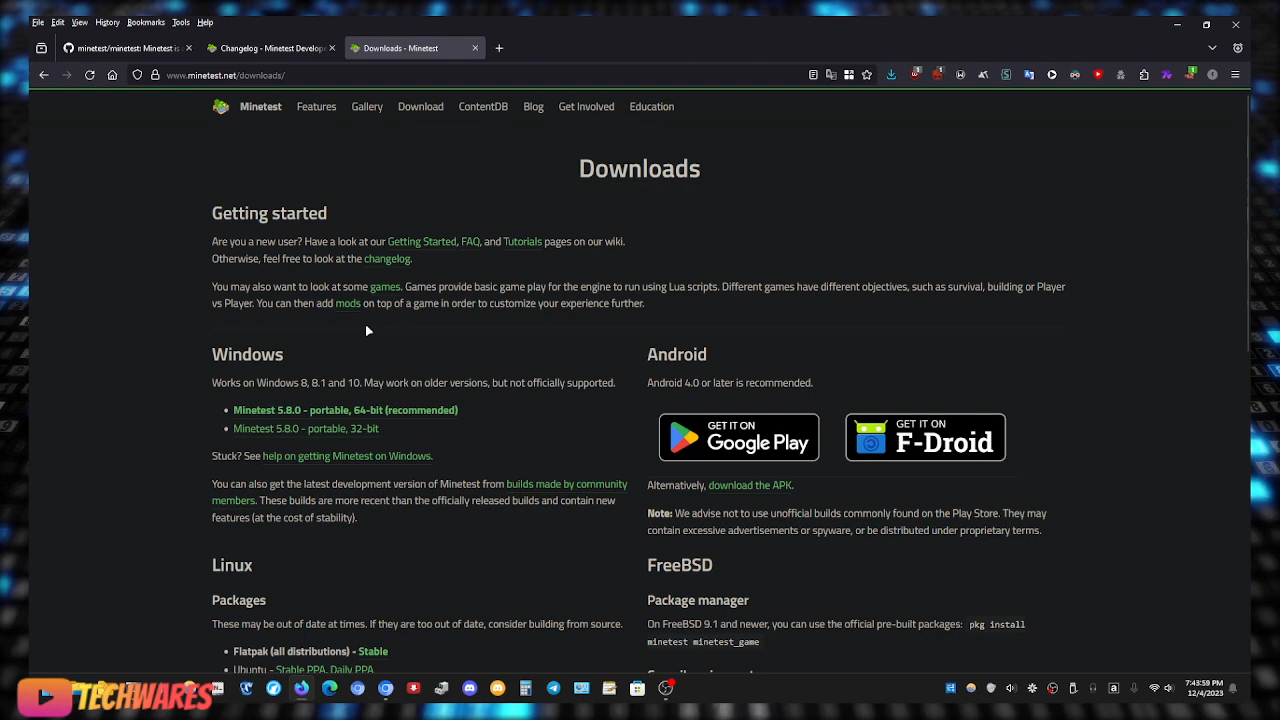 File Edit View History Bookmarks Tools Help
minetest/minetest: Minetest is
Changelog - Minetest Develope
Downloads - Minetest
www.minetest.net/downloads/
Minetest Features Gallery Download ContentDB Blog Get Involved Education
Downloads
Getting started
Are you a new user? Have a look at our Getting Started, FAQ, and Tutorials pages on our wiki.
Otherwise, feel free to look at the changelog.
You may also want to look at some games. Games provide basic game play for the engine to run using Lua scripts. Different games have different objectives, such as survival, building or Player
vs Player. You can then add mods on top of a game in order to customize your experience further.
Windows
Works on Windows 8, 8.1 and 10. May work on older versions, but not officially supported.
• Minetest 5.8.0 - portable, 64-bit (recommended)
• Minetest 5.8.0 - portable, 32-bit
Stuck? See help on getting Minetest on Windows.
You can also get the latest development version of Minetest from builds made by community
members. These builds are more recent than the officially released builds and contain new
features (at the cost of stability).
Android
Android 4.0 or later is recommended.
GET IT ON
Google Play
GET IT ON
F-Droid
Alternatively, download the APK.
Note: We advise not to use unofficial builds commonly found on the Play Store. They may
contain excessive advertisements or spyware, or be distributed under proprietary terms.
Linux
Packages
These may be out of date at times. If they are too out of date, consider building from source.
• Flatpak (all distributions) - Stable
• Ubuntu - Stable PPA, Daily PPA
FreeBSD
Package manager
On FreeBSD 9.1 and newer, you can use the official pre-built packages: pkg install
minetest minetest_game
TECHWARES
7:43:59 PM
12/4/2023